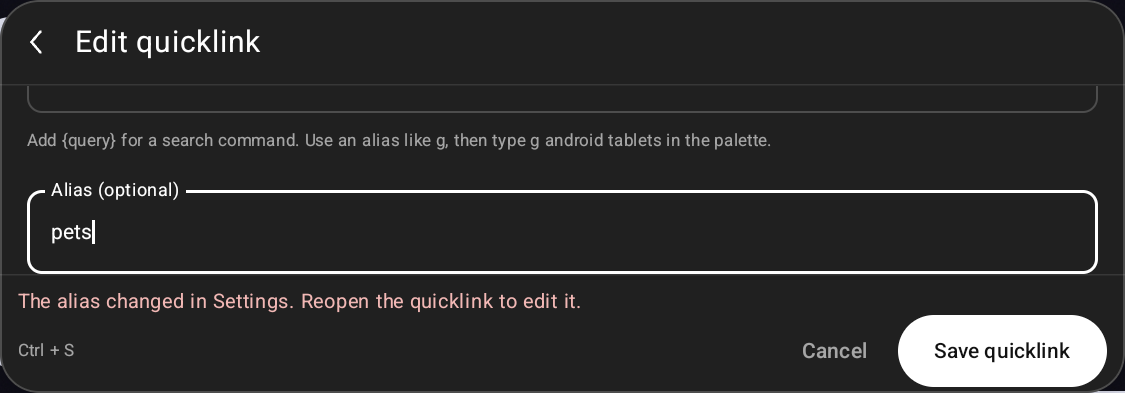 Edit quicklink
Add {query} for a search command. Use an alias like g, then type g android tablets in the palette.
Alias (optional)
pets
The alias changed in Settings. Reopen the quicklink to edit it.
Ctrl + S
Cancel
Save quicklink